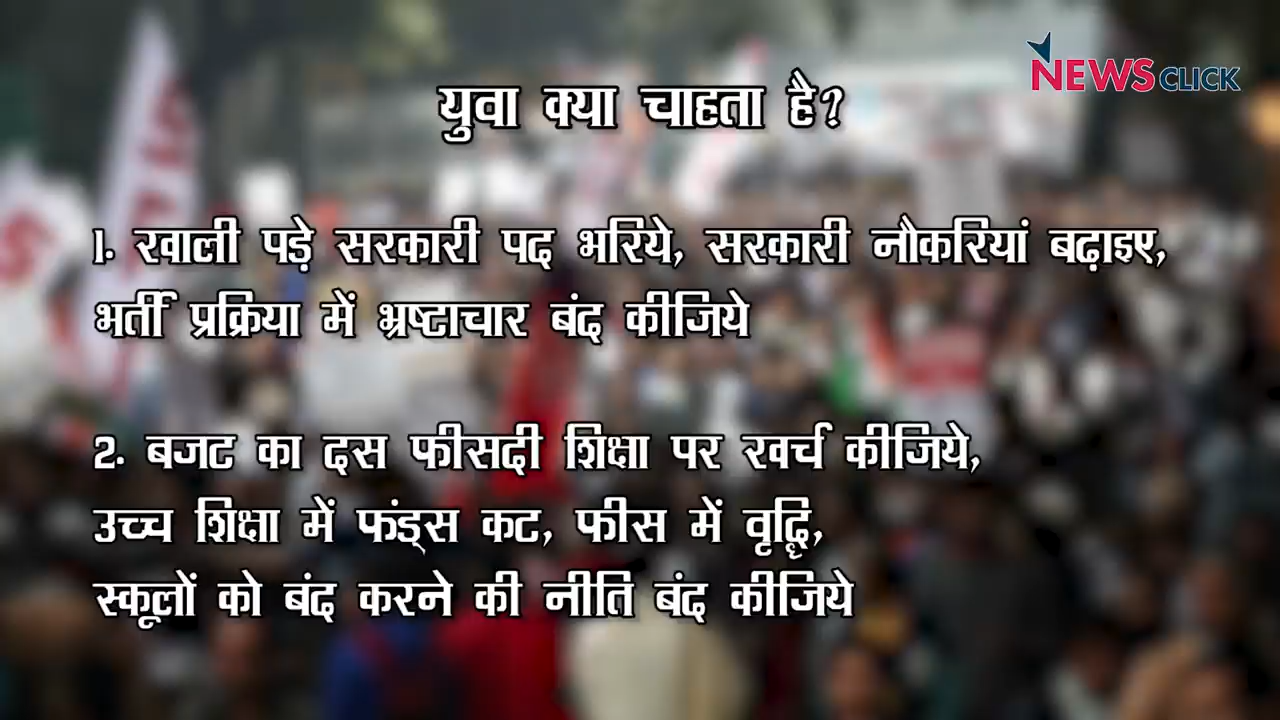 NEWSCLICK
युवा क्या चाहता है?
1. खाली पड़े सरकारी पद भरिये, सरकारी नौकरियां बढ़ाइए,
भर्ती प्रक्रिया में भ्रष्टाचार बंद कीजिये
2. बजट का दस फीसदी शिक्षा पर खर्च कीजिये,
उच्च शिक्षा में फंड्स कट, फीस में वृद्धि,
स्कूलों को बंद करने की नीति बंद कीजिये